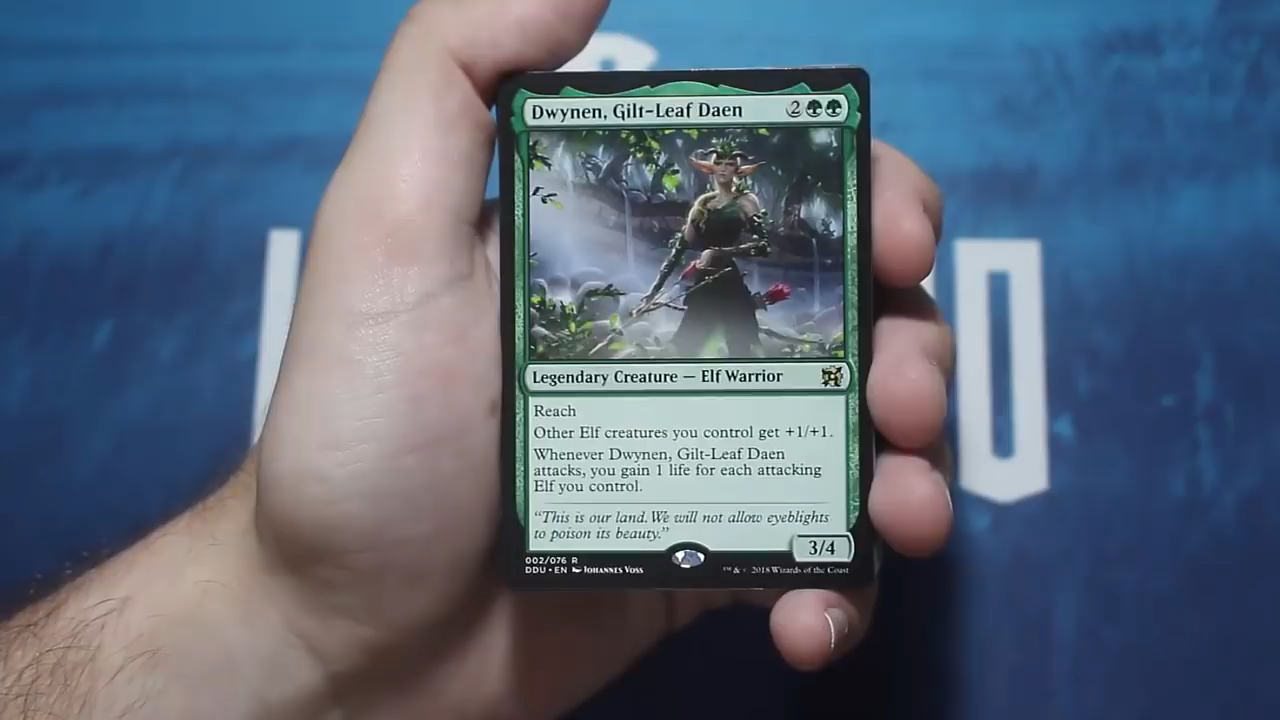 Dwynen, Gilt-Leaf Daen 2
Legendary Creature — Elf Warrior
Reach
Other Elf creatures you control get +1/+1.
Whenever Dwynen, Gilt-Leaf Daen
attacks, you gain 1 life for each attacking
Elf you control.
“This is our land. We will not allow eyeblights
to poison its beauty.”
3/4
002/076 R
DDU • EN Johannes Voss
™ & © 2018 Wizards of the Coast